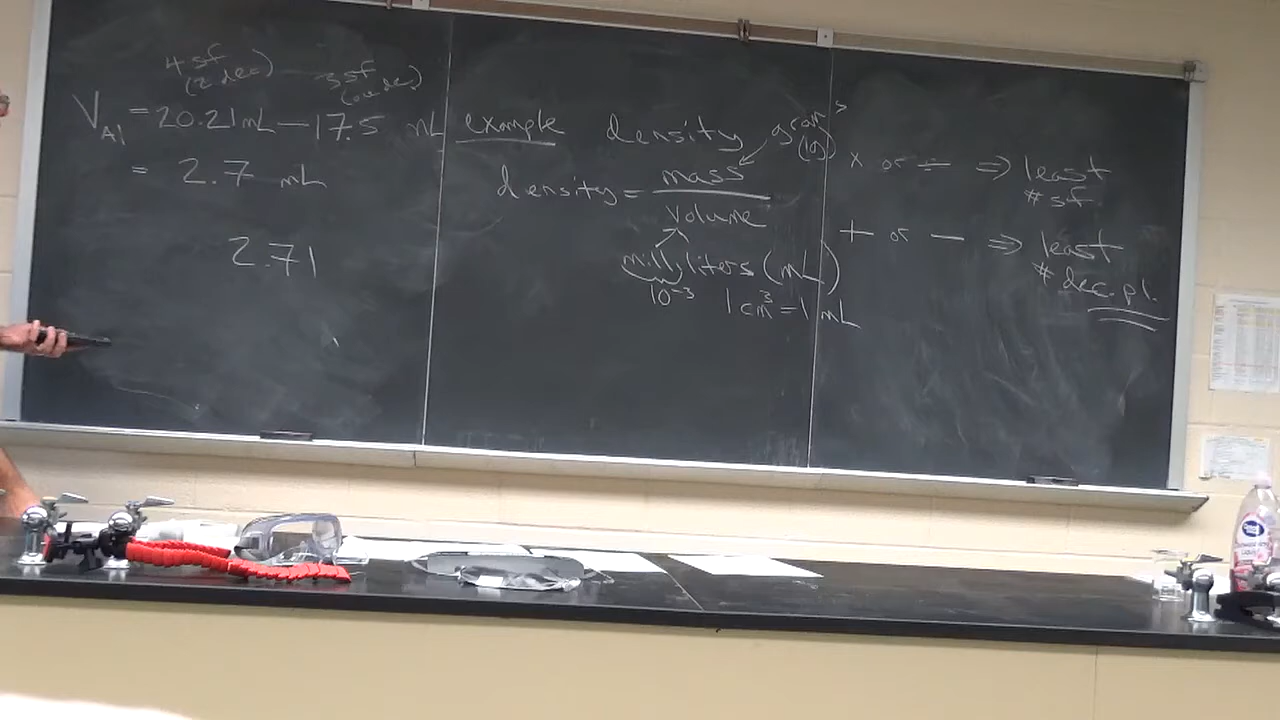 4 sf
(2 dec)
3 sf
(one dec)
V_Al = 20.21 mL — 17.5 mL
= 2.7 mL
2.71
example density
grams
(g)
density = mass
volume
milliliters (mL)
10⁻³
1 cm³ = 1 mL
× or ÷ ⇒ least
# sf
+ or — ⇒ least
# dec. pl.